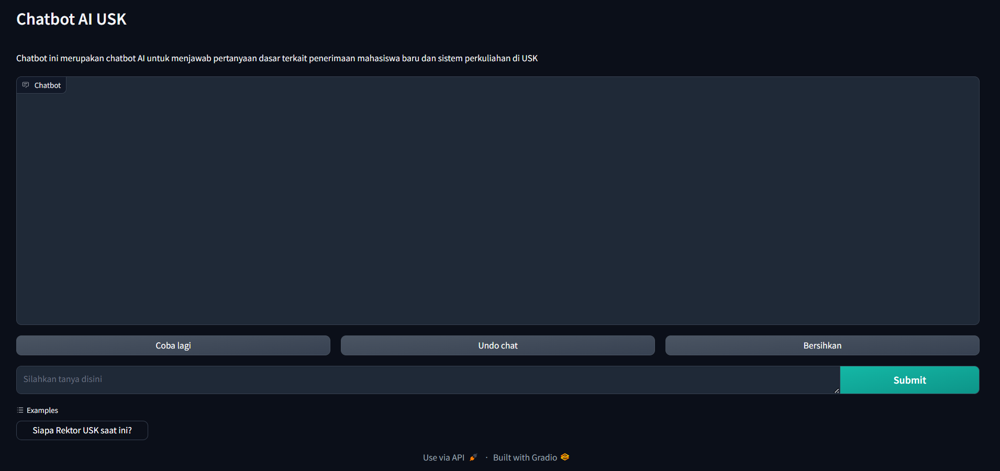 Chatbot AI USK
Chatbot ini merupakan chatbot AI untuk menjawab pertanyaan dasar terkait penerimaan mahasiswa baru dan sistem perkuliahan di USK
Chatbot
Coba lagi
Undo chat
Bersihkan
Silahkan tanya disini
Submit
Examples
Siapa Rektor USK saat ini?
Use via API · Built with Gradio